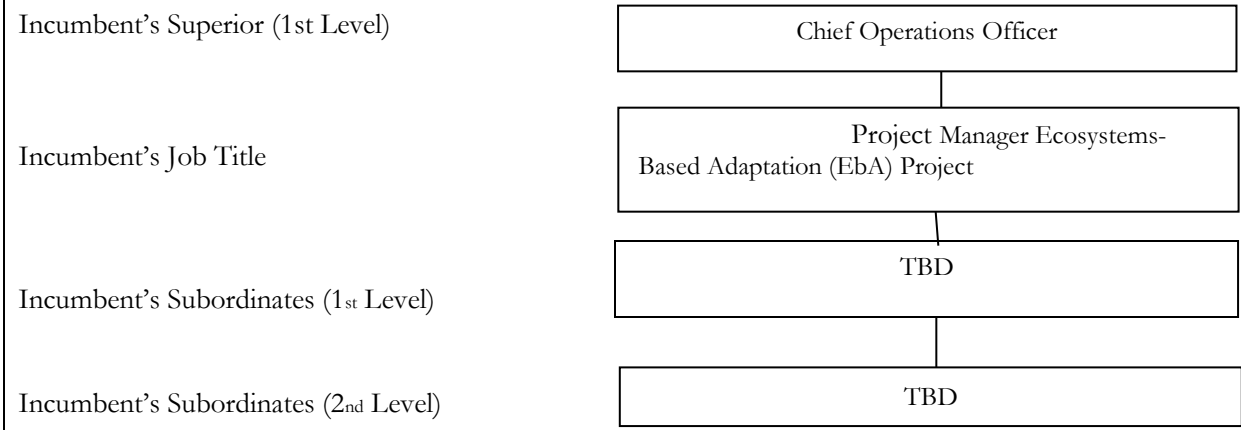 Incumbent’s Superior (1st Level)
Chief Operations Officer
Incumbent’s Job Title
Project Manager Ecosystems-
Based Adaptation (EbA) Project
Incumbent’s Subordinates (1st Level)
TBD
Incumbent’s Subordinates (2nd Level)
TBD